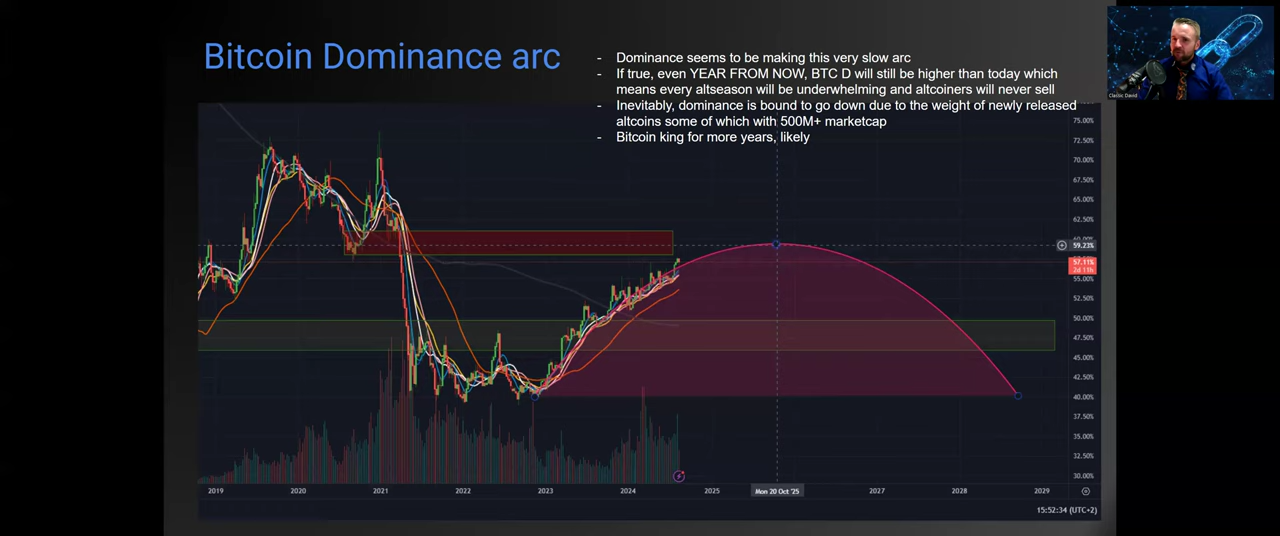 Bitcoin Dominance arc
- Dominance seems to be making this very slow arc
- If true, even YEAR FROM NOW, BTC D will still be higher than today which
means every altseason will be underwhelming and altcoiners will never sell
- Inevitably, dominance is bound to go down due to the weight of newly released
altcoins some of which with 500M+ marketcap
- Bitcoin king for more years, likely
Classic David
75.00%
72.50%
70.00%
67.50%
65.00%
62.50%
59.23%
57.11%
2d 11h
55.00%
52.50%
50.00%
47.50%
45.00%
42.50%
40.00%
37.50%
35.00%
32.50%
30.00%
2019 2020 2021 2022 2023 2024 2025 Mon 20 Oct '25 2027 2028 2029
15:52:34 (UTC+2)